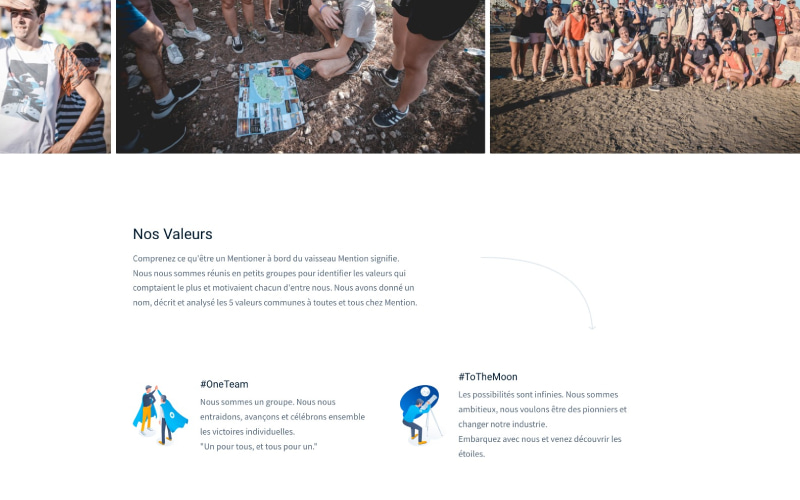 Nos Valeurs
Comprenez ce qu'être un Mentioner à bord du vaisseau Mention signifie.
Nous nous sommes réunis en petits groupes pour identifier les valeurs qui
comptaient le plus et motivaient chacun d'entre nous. Nous avons donné un
nom, décrit et analysé les 5 valeurs communes à toutes et tous chez Mention.
#OneTeam
Nous sommes un groupe. Nous nous
entraidons, avançons et célébrons ensemble
les victoires individuelles.
"Un pour tous, et tous pour un."
#ToTheMoon
Les possibilités sont infinies. Nous sommes
ambitieux, nous voulons être des pionniers et
changer notre industrie.
Embarquez avec nous et venez découvrir les
étoiles.